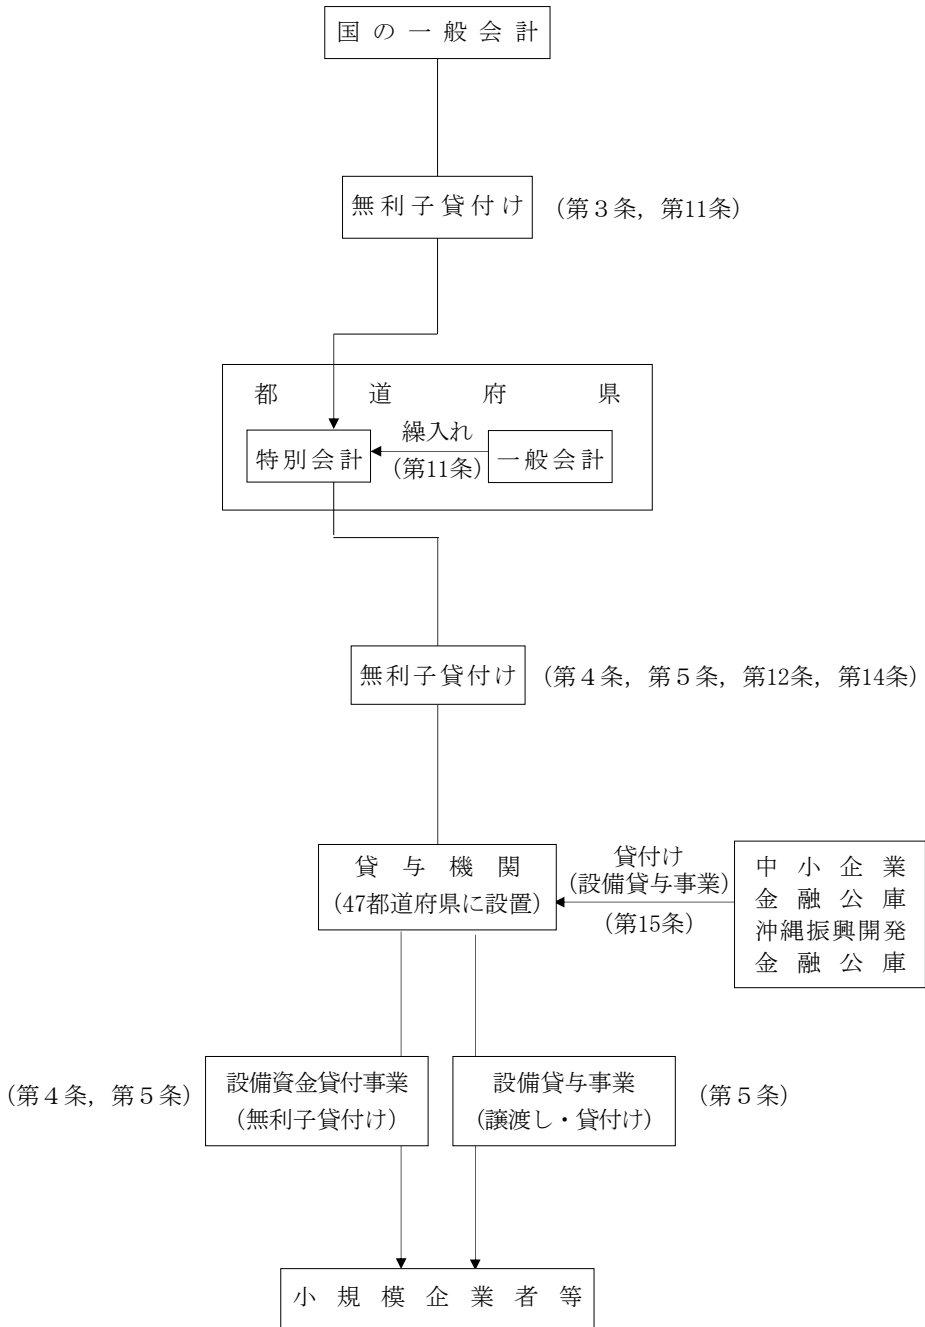 国の一般会計
無利子貸付け
(第３条，第11条)
都道府県
繰入れ
特別会計
(第11条)
一般会計
無利子貸付け
(第４条，第５条，第12条，第14条)
貸与機関
(47都道府県に設置)
貸付け
(設備貸与事業)
(第15条)
中小企業
金融公庫
沖縄振興開発
金融公庫
(第４条，第５条)
設備資金貸付事業
(無利子貸付け)
設備貸与事業
(譲渡し・貸付け)
(第５条)
小規模企業者等